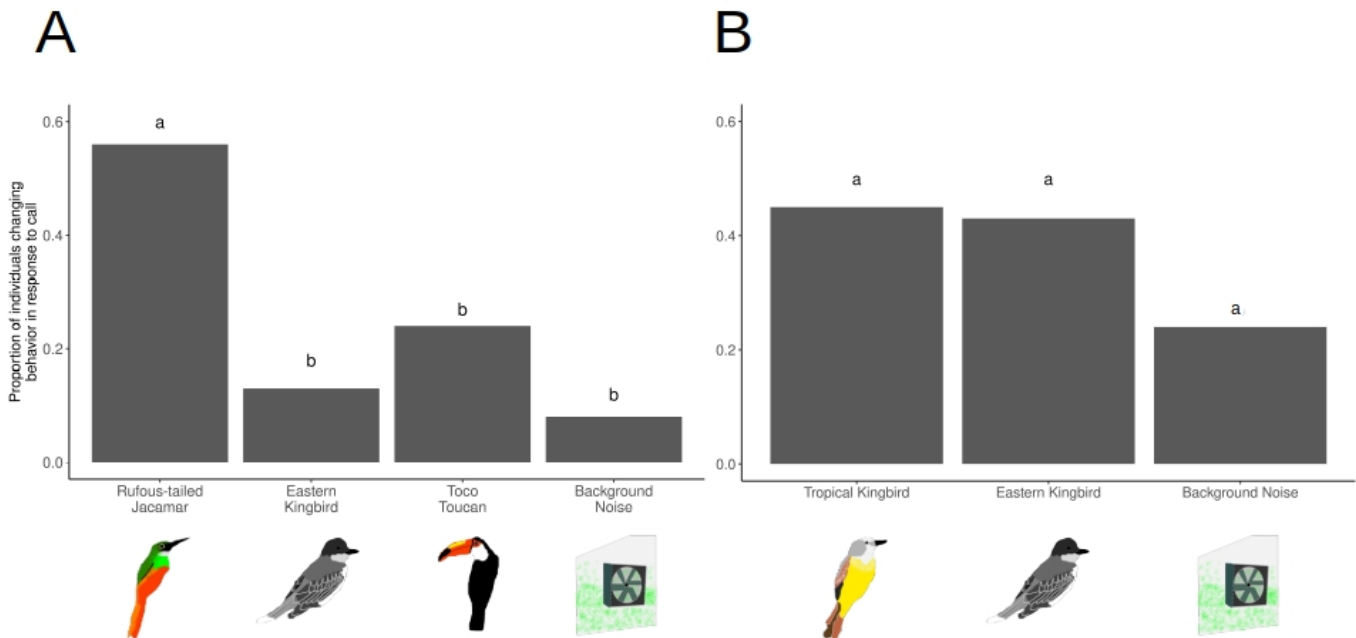 A
B
Proportion of individuals changing
behavior in response to call
0.6
0.4
0.2
0.0
a
b
b
b
Rufous-tailed
Jacamar
Eastern
Kingbird
Toco
Toucan
Background
Noise
0.6
0.4
0.2
0.0
a
a
a
Tropical Kingbird
Eastern Kingbird
Background Noise